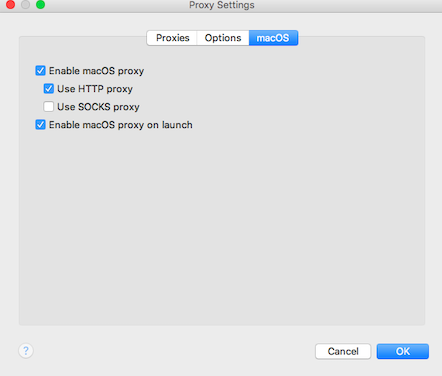 Proxy Settings
Proxies Options macOS
Enable macOS proxy
Use HTTP proxy
Use SOCKS proxy
Enable macOS proxy on launch
? Cancel OK